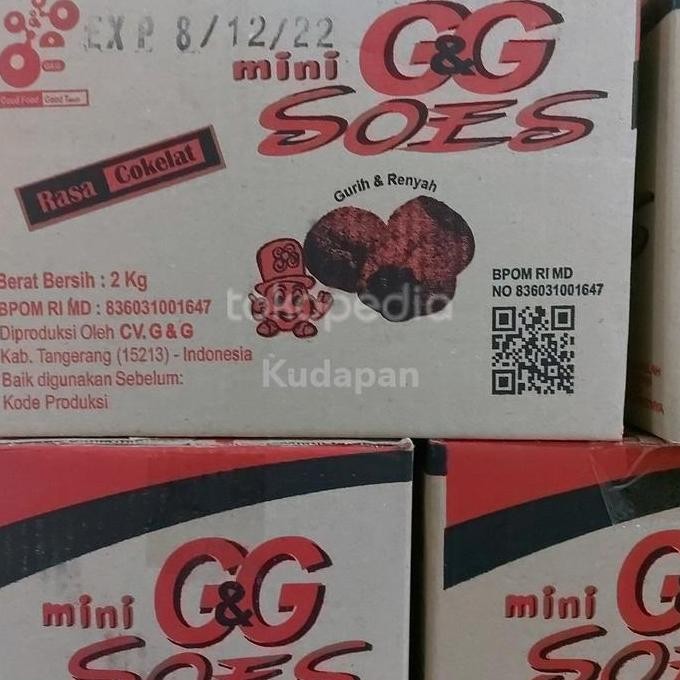 EXP 8/12/22
Good Food Good Taste
mini G&G
SOES
Rasa Cokelat
Gurih & Renyah
Berat Bersih : 2 Kg
BPOM RI MD : 836031001647
Diproduksi Oleh CV. G & G
Kab. Tangerang (15213) - Indonesia
Baik digunakan Sebelum:
Kode Produksi
BPOM RI MD
NO 836031001647
tokopedia
Kudapan
mini G&G
SOES
mini G&G
SOES